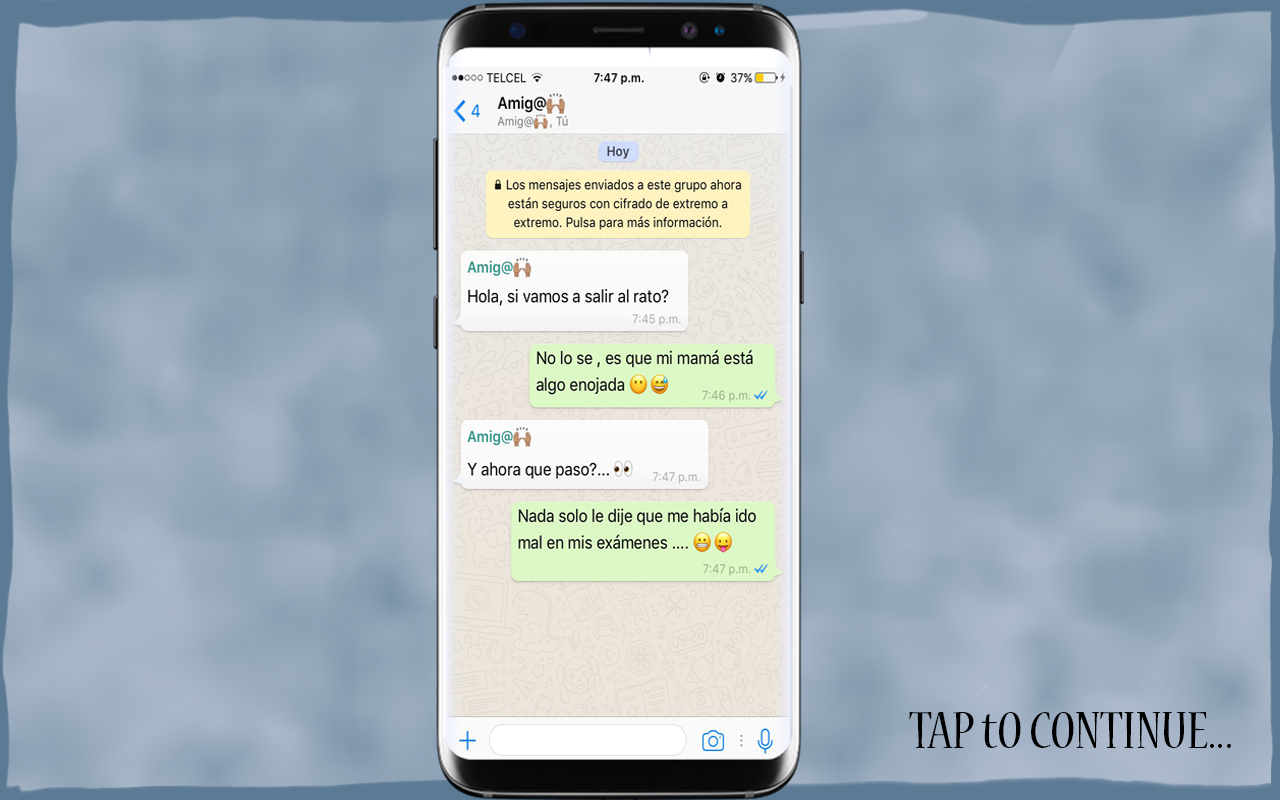 TELCEL 7:47 p.m. 37%
4 Amig@🙌🏽
Amig@🙌🏽, Tú
Hoy
Los mensajes enviados a este grupo ahora
están seguros con cifrado de extremo a
extremo. Pulsa para más información.
Amig@🙌🏽
Hola, si vamos a salir al rato?
7:45 p.m.
No lo se , es que mi mamá está
algo enojada 😶😅
7:46 p.m.
Amig@🙌🏽
Y ahora que paso?... 👀
7:47 p.m.
Nada solo le dije que me había ido
mal en mis exámenes .... 😬😛
7:47 p.m.
TAP to CONTINUE...